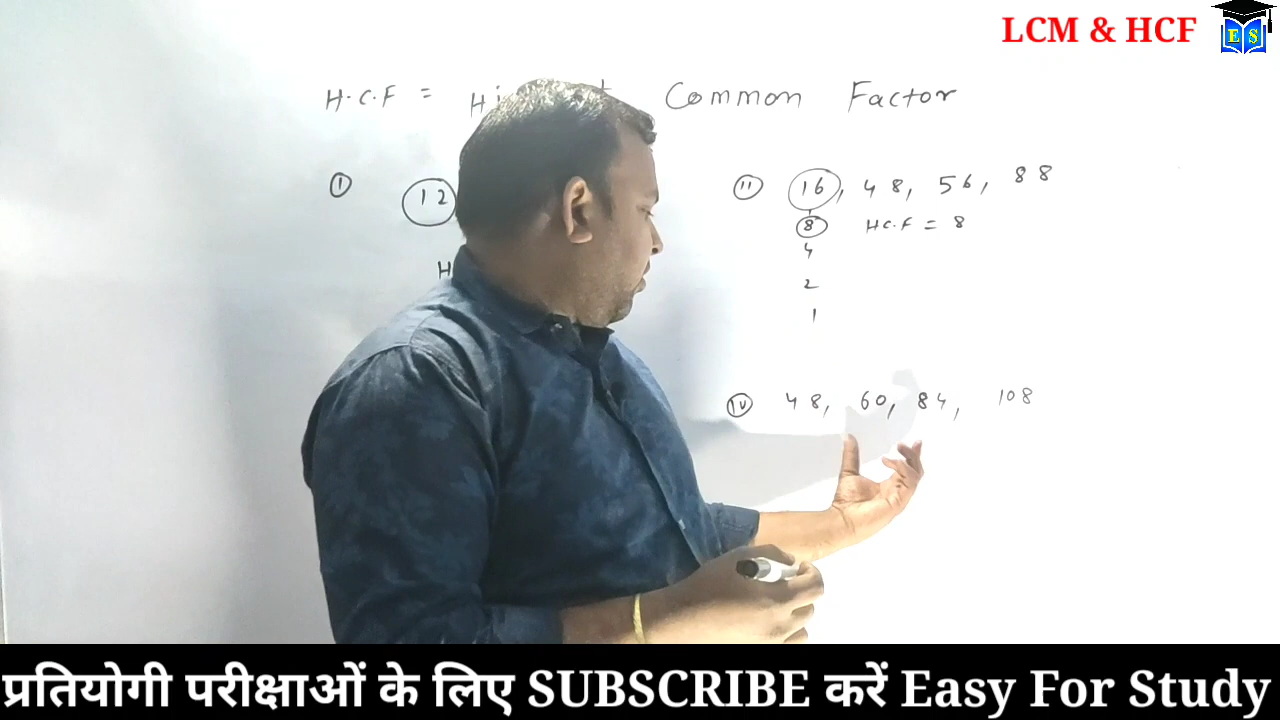 LCM & HCF
E S
H.C.F = Common Factor
① 12
⑪ 16, 48, 56, 88
8 H.C.F = 8
4
2
1
H
ⅠⅤ 48, 60, 84, 108
प्रतियोगी परीक्षाओं के लिए SUBSCRIBE करें Easy For Study